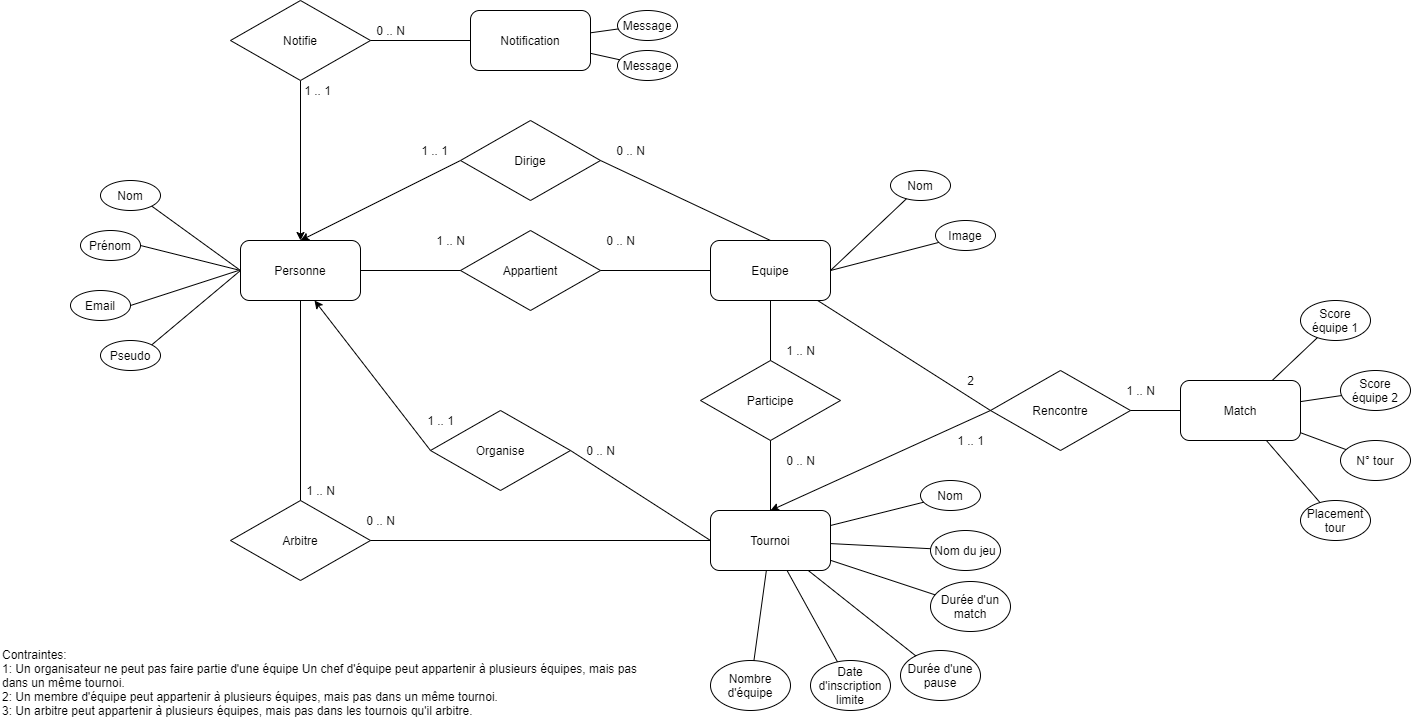 Notifie
0 .. N
Notification
Message
Message
1 .. 1
1 .. 1
Dirige
0 .. N
Nom
Prénom
Email
Pseudo
Personne
1 .. N
Appartient
0 .. N
Equipe
Nom
Image
1 .. N
Participe
0 .. N
2
1 .. 1
Rencontre
1 .. N
Match
Score
équipe 1
Score
équipe 2
N° tour
Placement
tour
1 .. 1
Organise
0 .. N
1 .. N
Arbitre
0 .. N
Tournoi
Nom
Nom du jeu
Durée d'un
match
Durée d'une
pause
Date
d'inscription
limite
Nombre
d'équipe
Contraintes:
1: Un organisateur ne peut pas faire partie d'une équipe Un chef d'équipe peut appartenir à plusieurs équipes, mais pas
dans un même tournoi.
2: Un membre d'équipe peut appartenir à plusieurs équipes, mais pas dans un même tournoi.
3: Un arbitre peut appartenir à plusieurs équipes, mais pas dans les tournois qu'il arbitre.